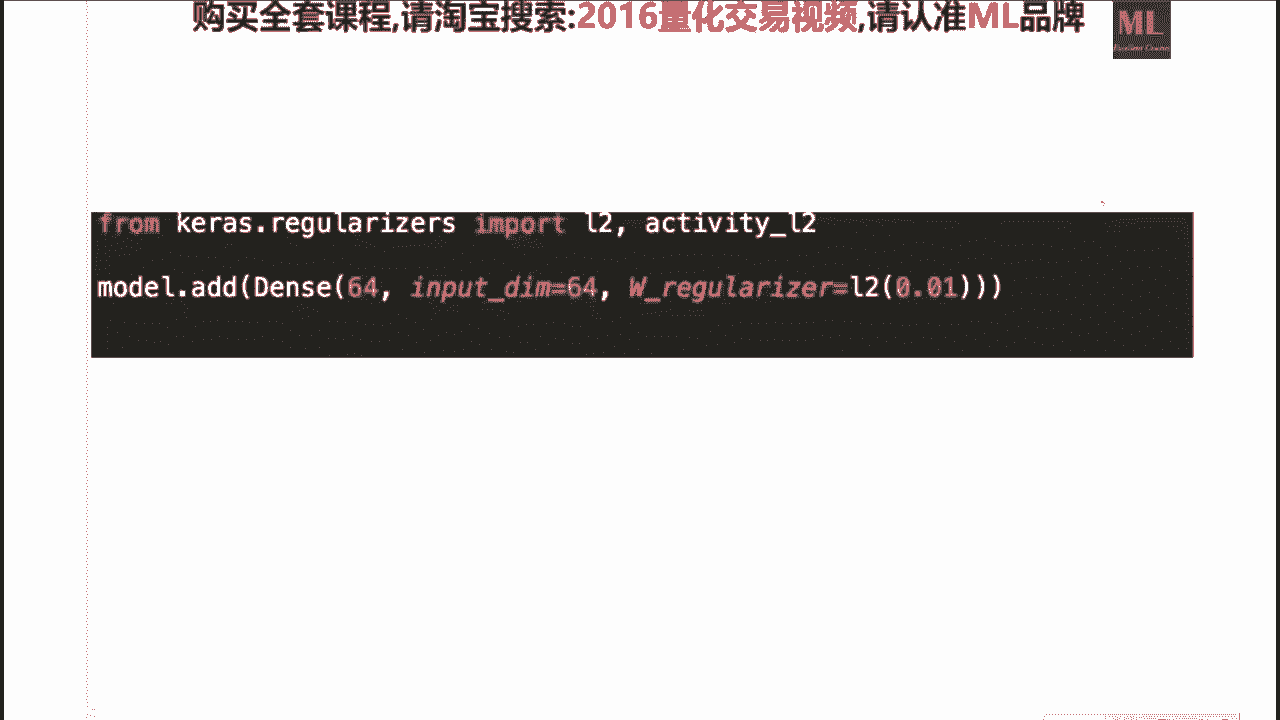 购买全套课程,请淘宝搜索:2016量化交易视频,请认准ML品牌
ML
from keras.regularizers import l2, activity_l2
model.add(Dense(64, input_dim=64, W_regularizer=l2(0.01)))